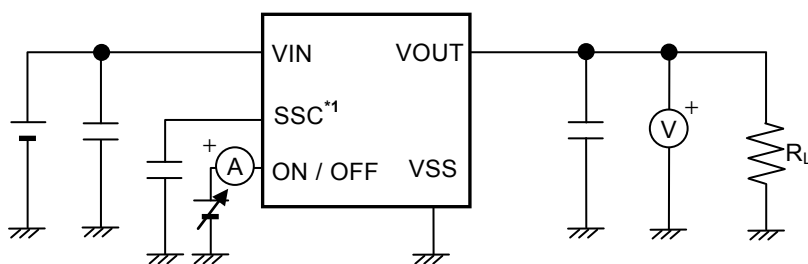 VIN VOUT
SSC*1
+ A ON / OFF VSS
+ V
RL